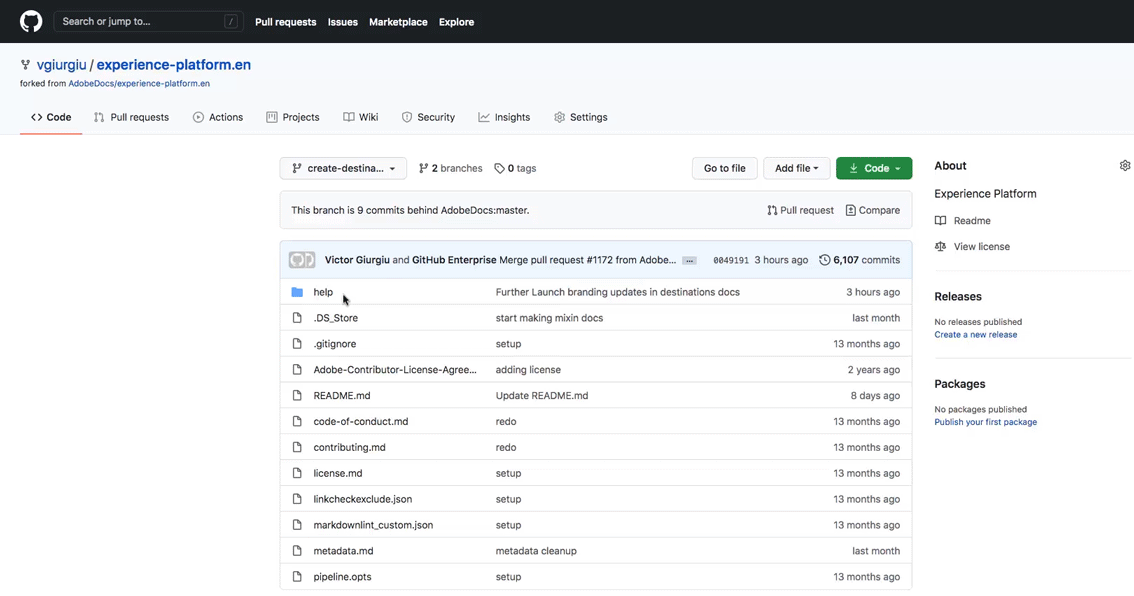 Search or jump to... /
Pull requests Issues Marketplace Explore
vgiurgiu / experience-platform.en
forked from AdobeDocs/experience-platform.en
Code Pull requests Actions Projects Wiki Security Insights Settings
create-destina... 2 branches 0 tags Go to file Add file Code
This branch is 9 commits behind AdobeDocs:master. Pull request Compare
Victor Giurgiu and GitHub Enterprise Merge pull request #1172 from Adobe... ... 0049191 3 hours ago 6,107 commits
help Further Launch branding updates in destinations docs 3 hours ago
.DS_Store start making mixin docs last month
.gitignore setup 13 months ago
Adobe-Contributor-License-Agree... adding license 2 years ago
README.md Update README.md 8 days ago
code-of-conduct.md redo 13 months ago
contributing.md redo 13 months ago
license.md setup 13 months ago
linkcheckexclude.json setup 13 months ago
markdownlint_custom.json setup 13 months ago
metadata.md metadata cleanup last month
pipeline.opts setup 13 months ago
About
Experience Platform
Readme
View license
Releases
No releases published
Create a new release
Packages
No packages published
Publish your first package